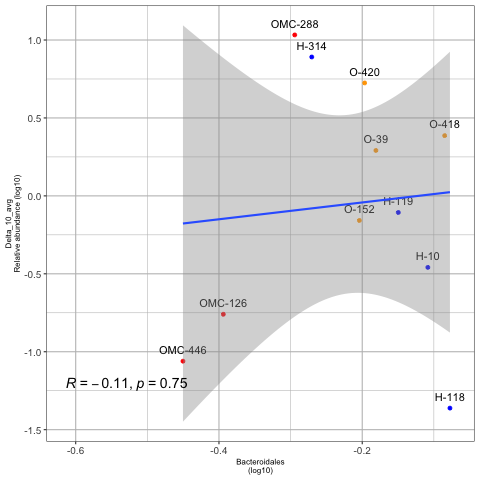 OMC-288
H-314
O-420
O-418
O-39
H-119
O-152
H-10
OMC-126
OMC-446
H-118
R = −0.11, p = 0.75
1.0
0.5
0.0
-0.5
-1.0
-1.5
-0.6
-0.4
-0.2
Delta_10_avg
Relative abundance (log10)
Bacteroidales
(log10)